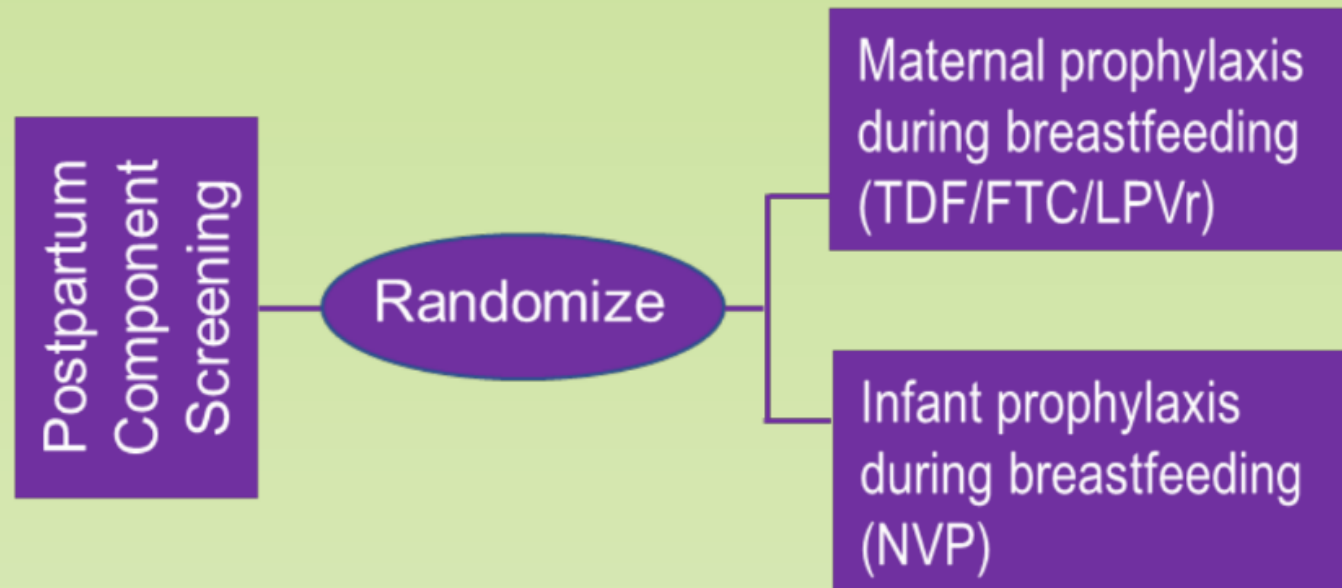 Postpartum
Component
Screening
Randomize
Maternal prophylaxis
during breastfeeding
(TDF/FTC/LPVr)
Infant prophylaxis
during breastfeeding
(NVP)